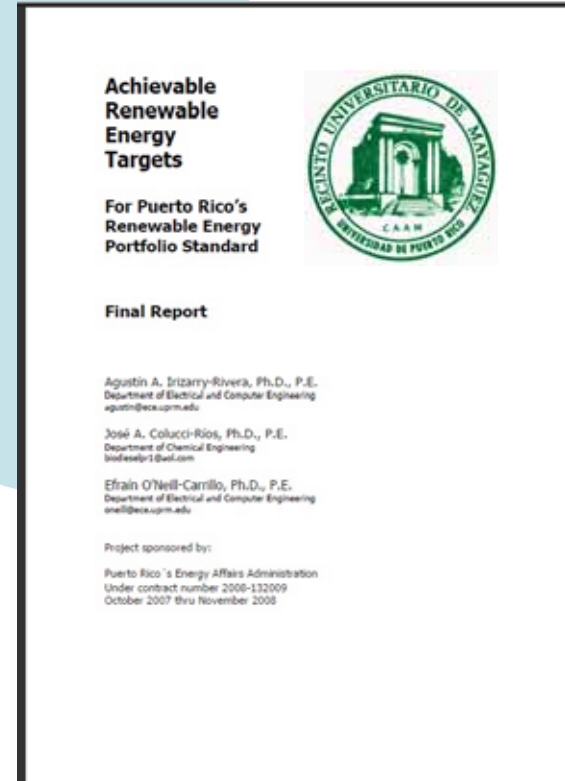 Achievable
Renewable
Energy
Targets
For Puerto Rico's
Renewable Energy
Portfolio Standard
RECINTO UNIVERSITARIO DE MAYAGUEZ
CAAM
UNIVERSIDAD DE PUERTO RICO
Final Report
Agustín A. Irizarry-Rivera, Ph.D., P.E.
Department of Electrical and Computer Engineering
agustin@ece.uprm.edu
José A. Colucci-Ríos, Ph.D., P.E.
Department of Chemical Engineering
biodieselpr1@aol.com
Efraín O'Neill-Carrillo, Ph.D., P.E.
Department of Electrical and Computer Engineering
oneill@ece.uprm.edu
Project sponsored by:
Puerto Rico´s Energy Affairs Administration
Under contract number 2008-132009
October 2007 thru November 2008